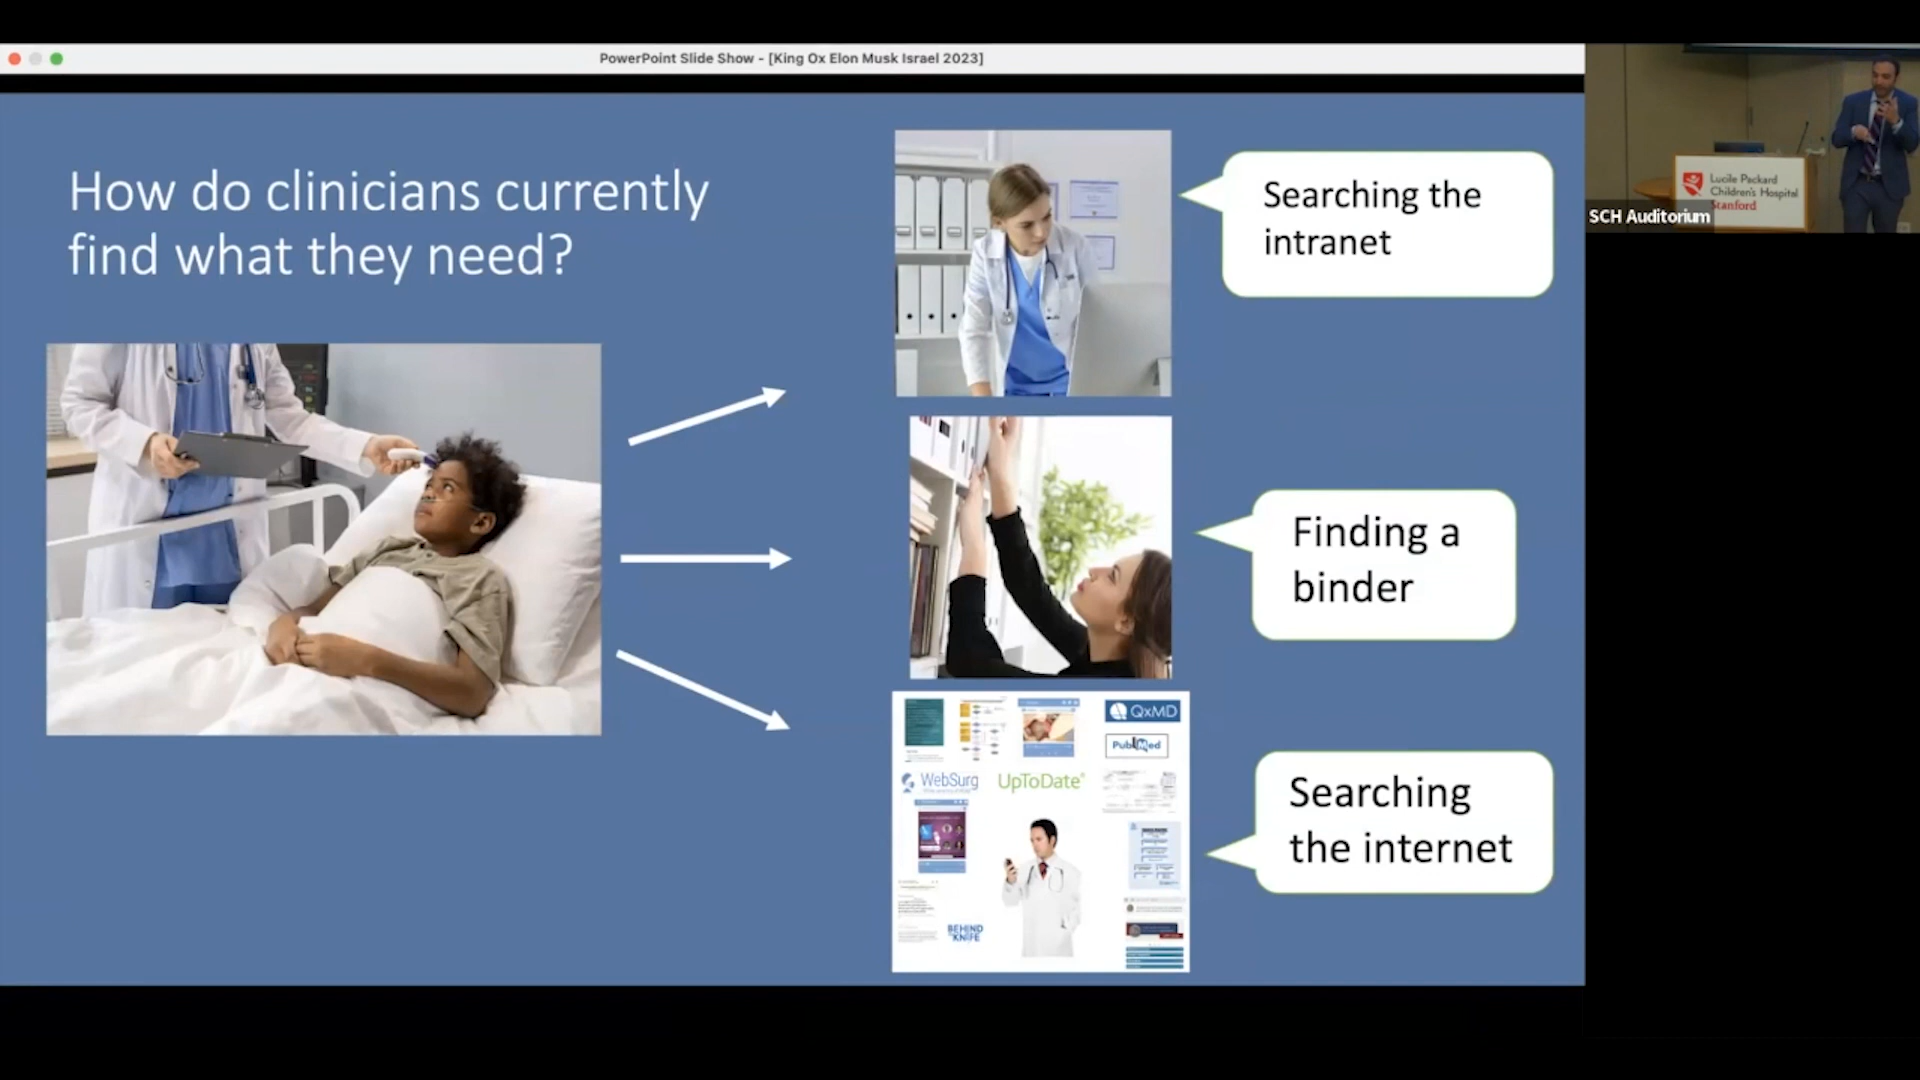 PowerPoint Slide Show - [King Ox Elon Musk Israel 2023]
How do clinicians currently
find what they need?
Searching the
intranet
Finding a
binder
Searching
the internet
QxMD
PubMed
WebSurg
UpToDate
BEHIND
KNIFE
Lucile Packard
Children's Hospital
Stanford
SCH Auditorium